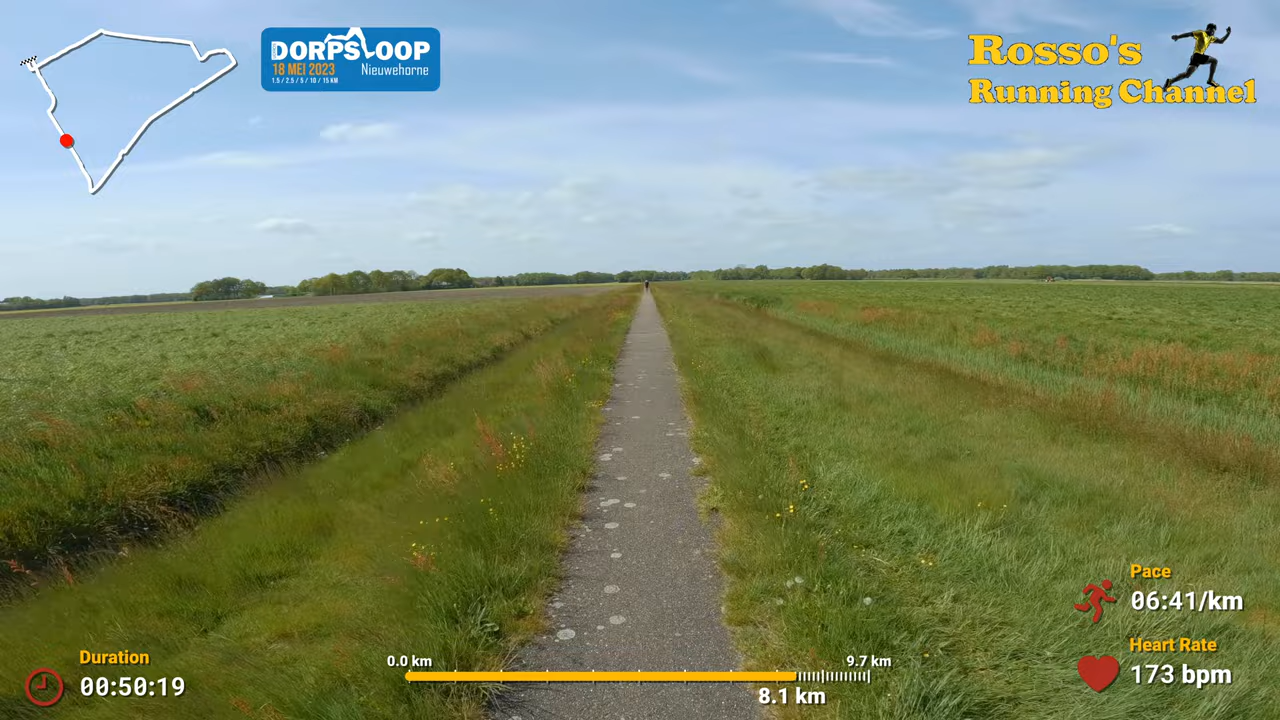 DORPSLOOP
18 MEI 2023
Nieuwehorne
1.5 / 2.5 / 5 / 10 / 15 KM
Rosso's
Running Channel
Pace
06:41/km
Heart Rate
173 bpm
Duration
00:50:19
0.0 km
9.7 km
8.1 km